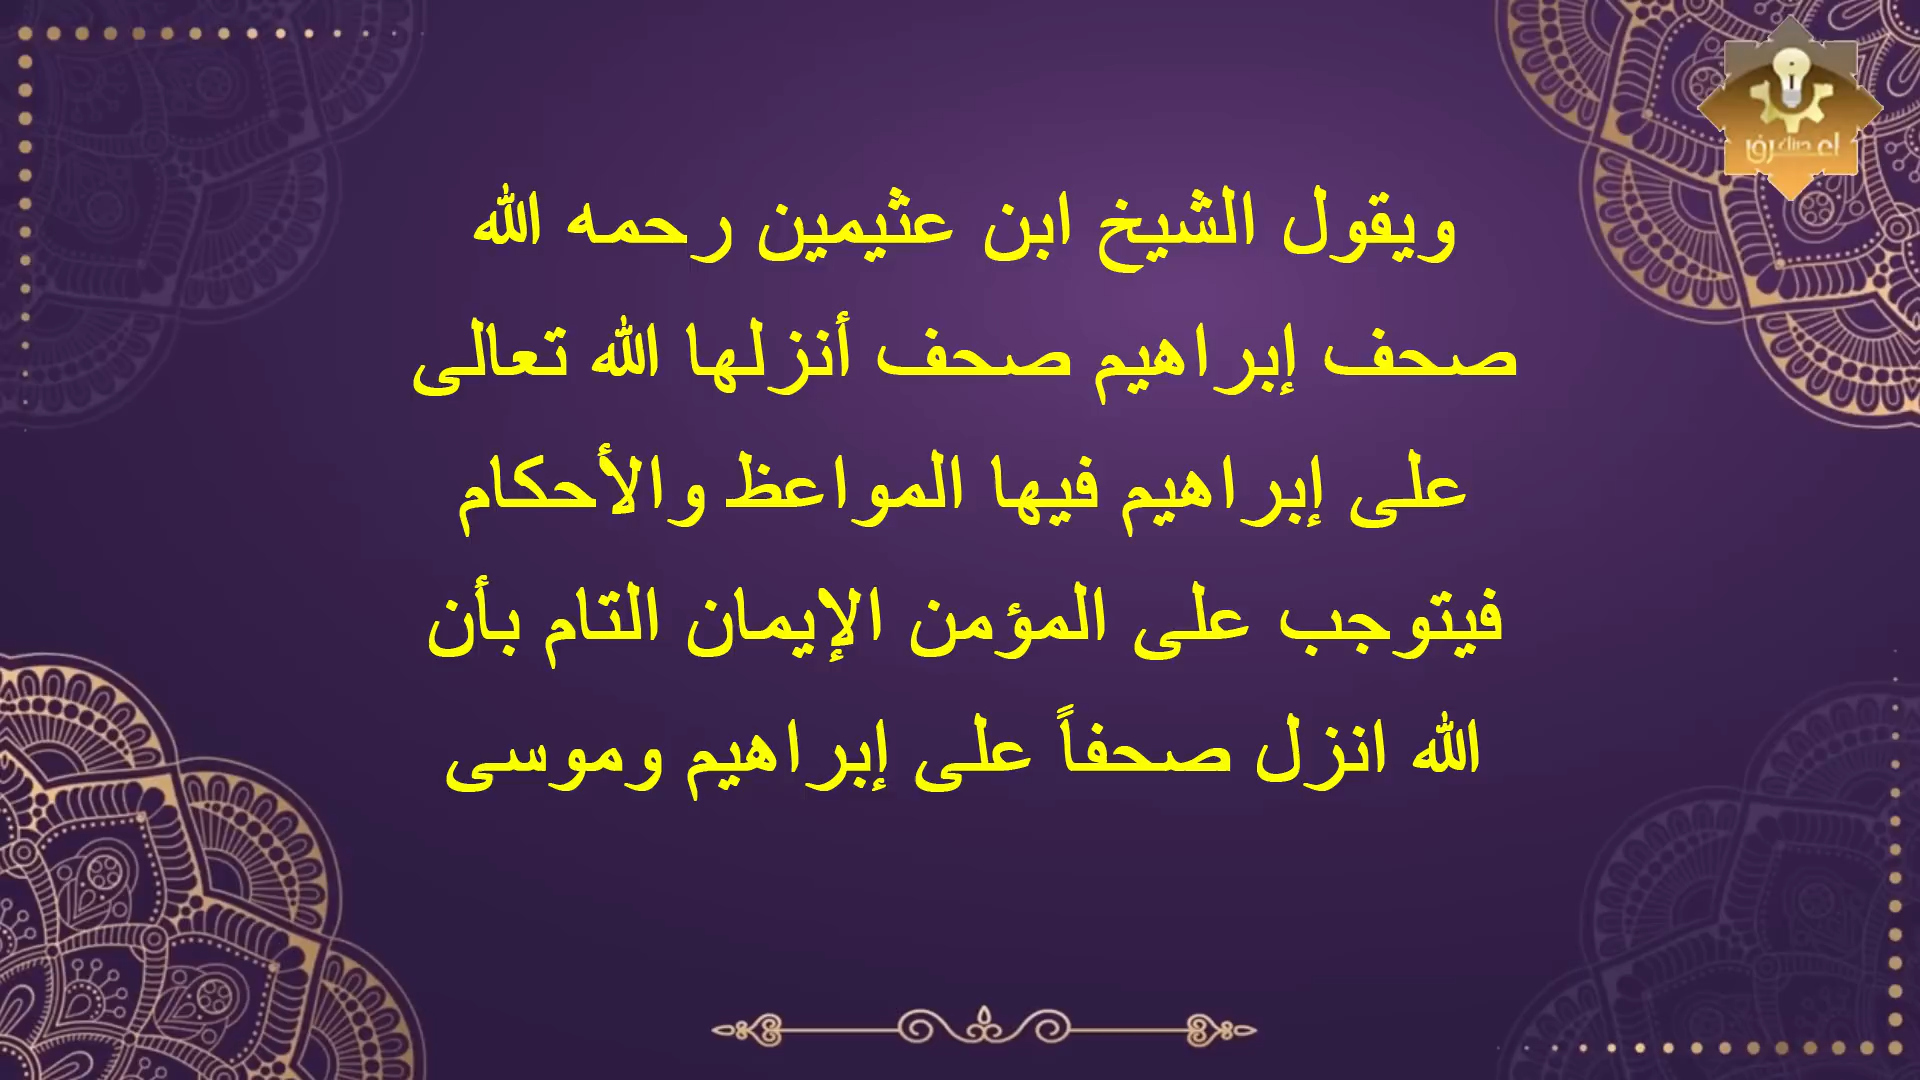 ويقول الشيخ ابن عثيمين رحمه الله
صحف إبراهيم صحف أنزلها الله تعالى
على إبراهيم فيها المواعظ والأحكام
فيتوجب على المؤمن الإيمان التام بأن
الله انزل صحفاً على إبراهيم وموسى